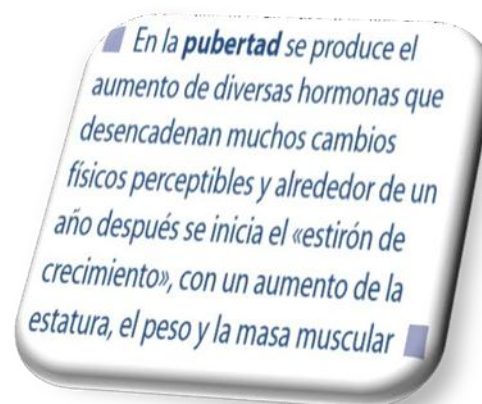 En la pubertad se produce el
aumento de diversas hormonas que
desencadenan muchos cambios
físicos perceptibles y alrededor de un
año después se inicia el «estirón de
crecimiento», con un aumento de la
estatura, el peso y la masa muscular